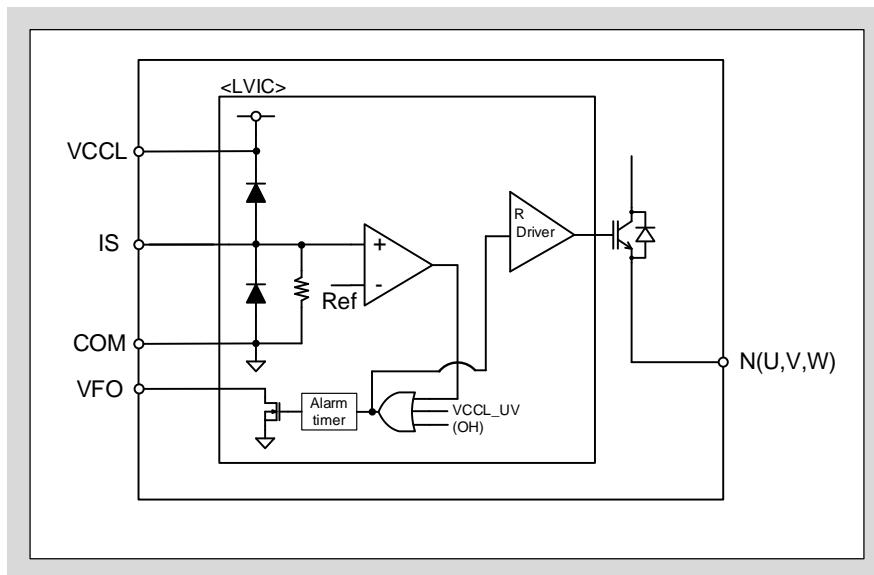 <LVIC>
VCCL
IS
COM
VFO
+
-
Ref
R
Driver
N(U,V,W)
Alarm
timer
VCCL_UV
(OH)